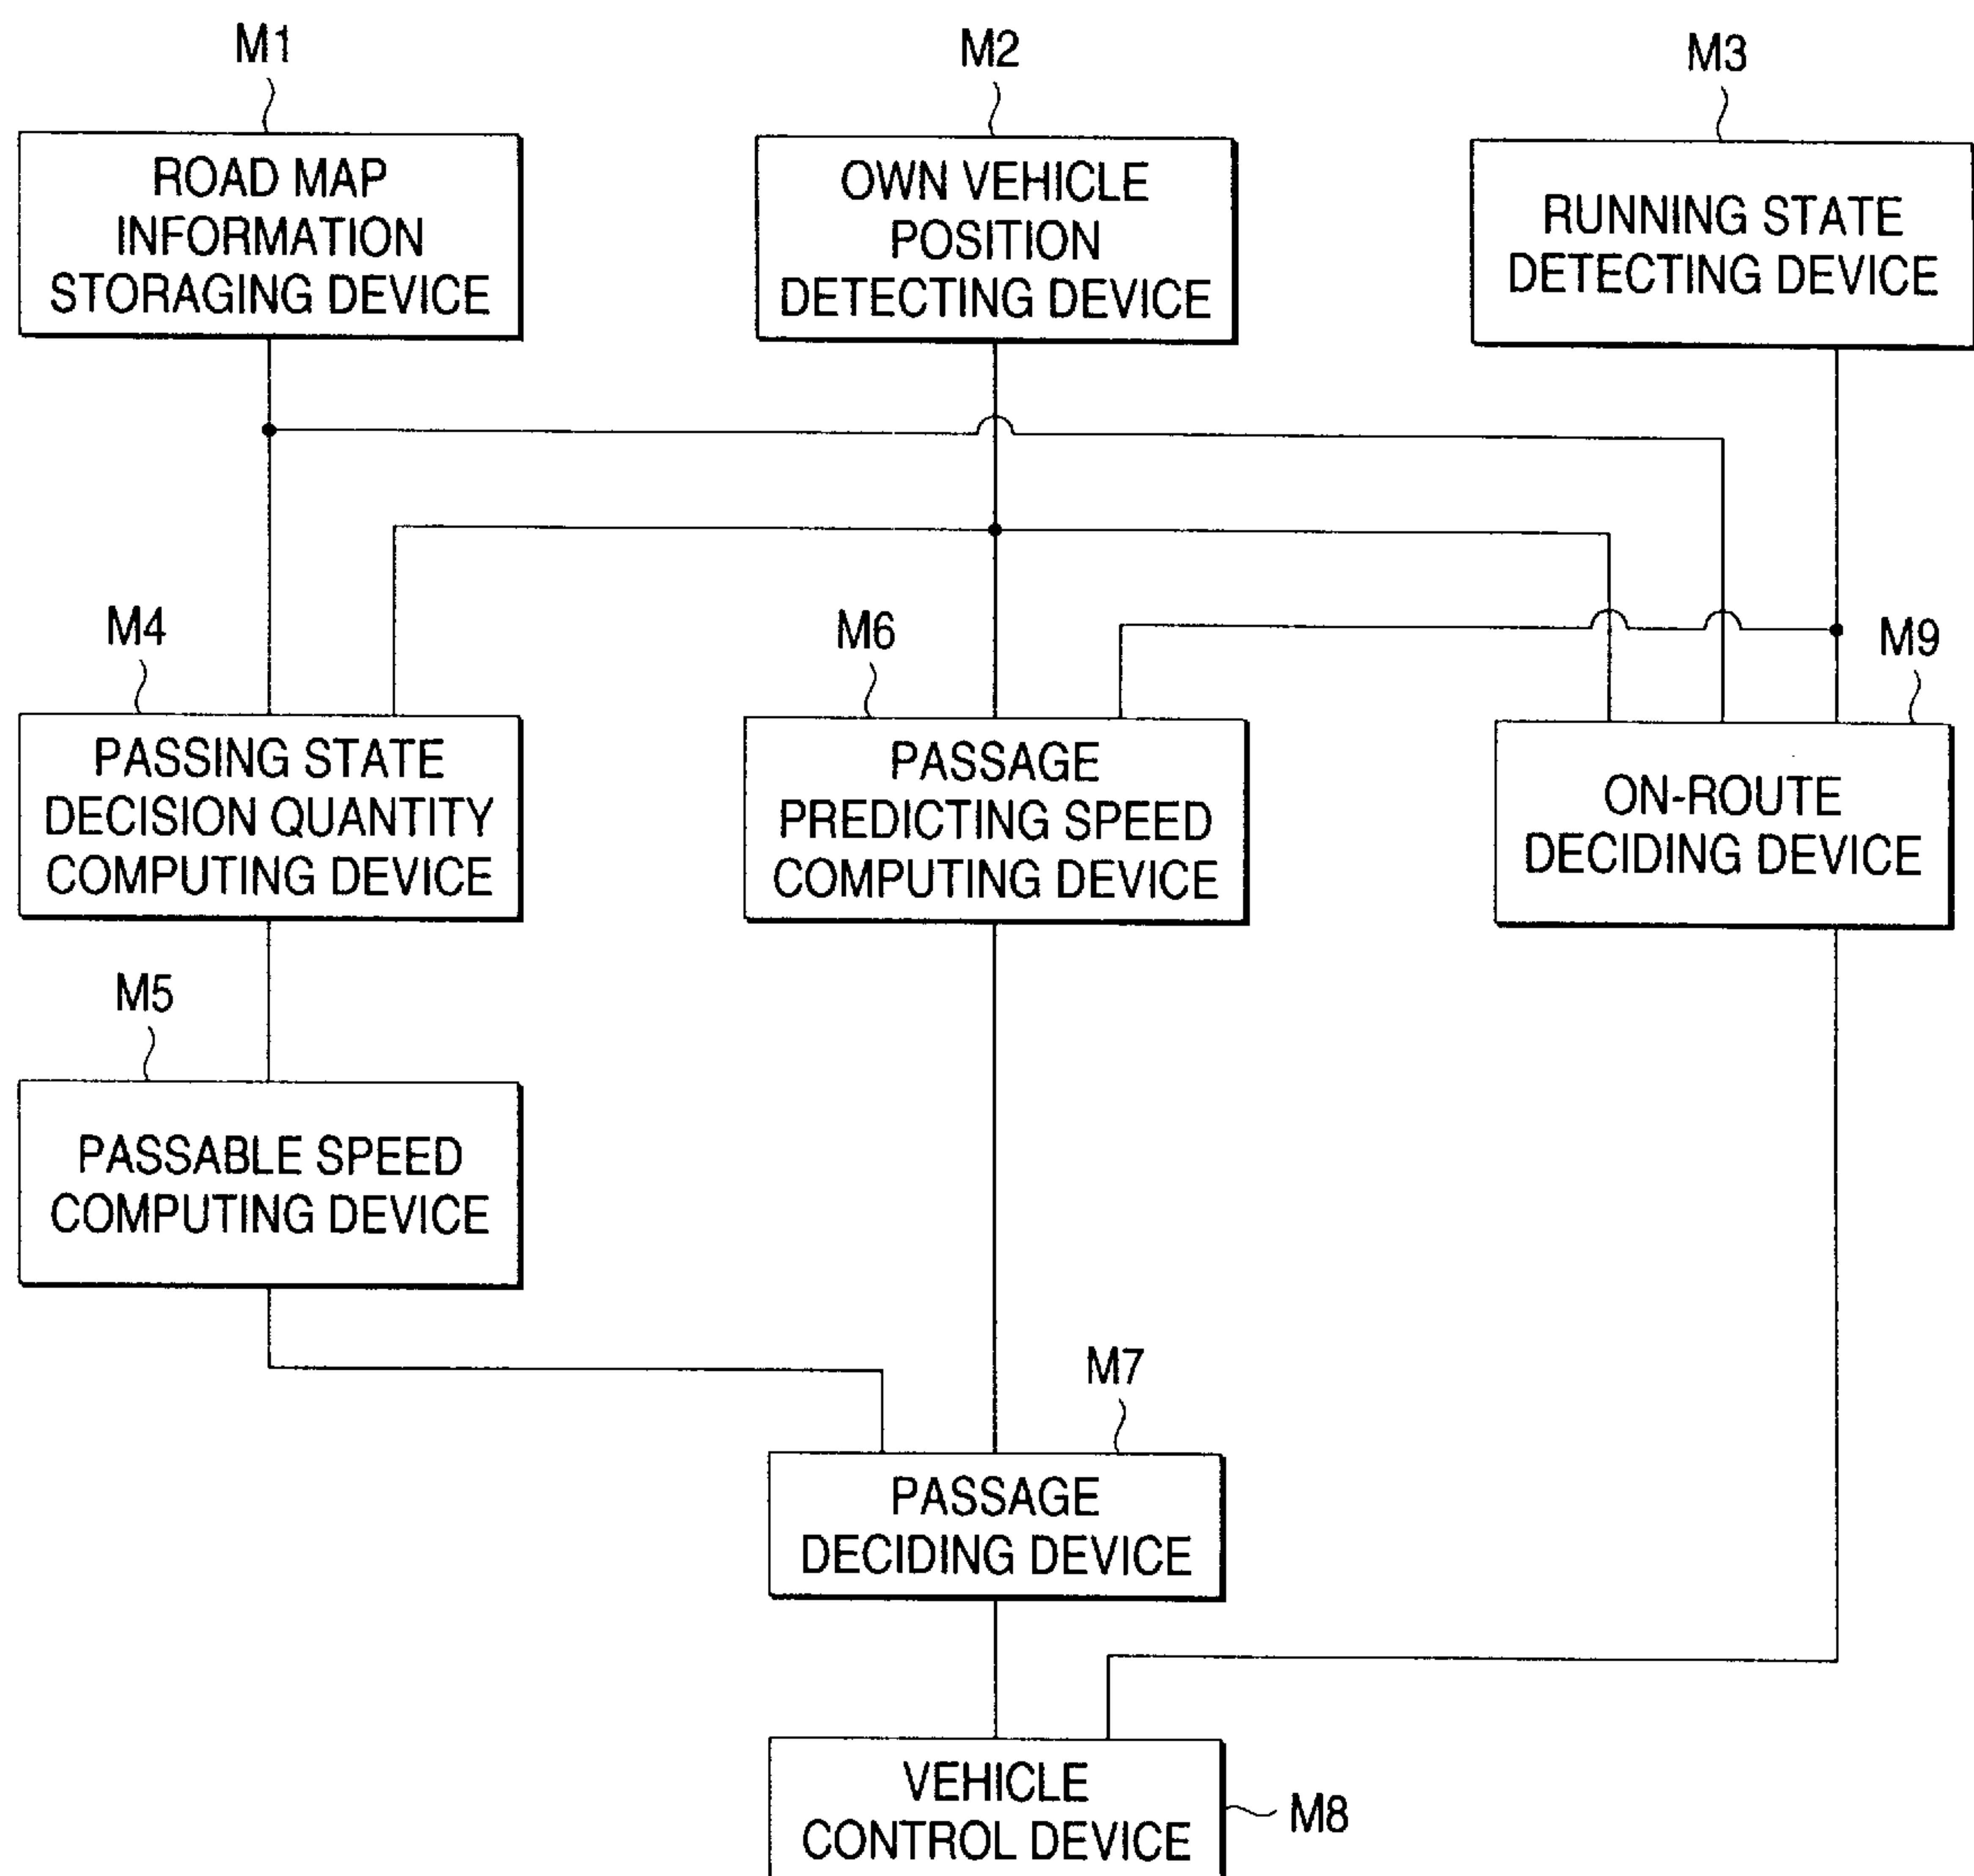 M1
M2
M3
ROAD MAP
INFORMATION
STORAGING DEVICE
OWN VEHICLE
POSITION
DETECTING DEVICE
RUNNING STATE
DETECTING DEVICE
M4
M6
M9
PASSING STATE
DECISION QUANTITY
COMPUTING DEVICE
PASSAGE
PREDICTING SPEED
COMPUTING DEVICE
ON-ROUTE
DECIDING DEVICE
M5
PASSABLE SPEED
COMPUTING DEVICE
M7
PASSAGE
DECIDING DEVICE
VEHICLE
CONTROL DEVICE
M8